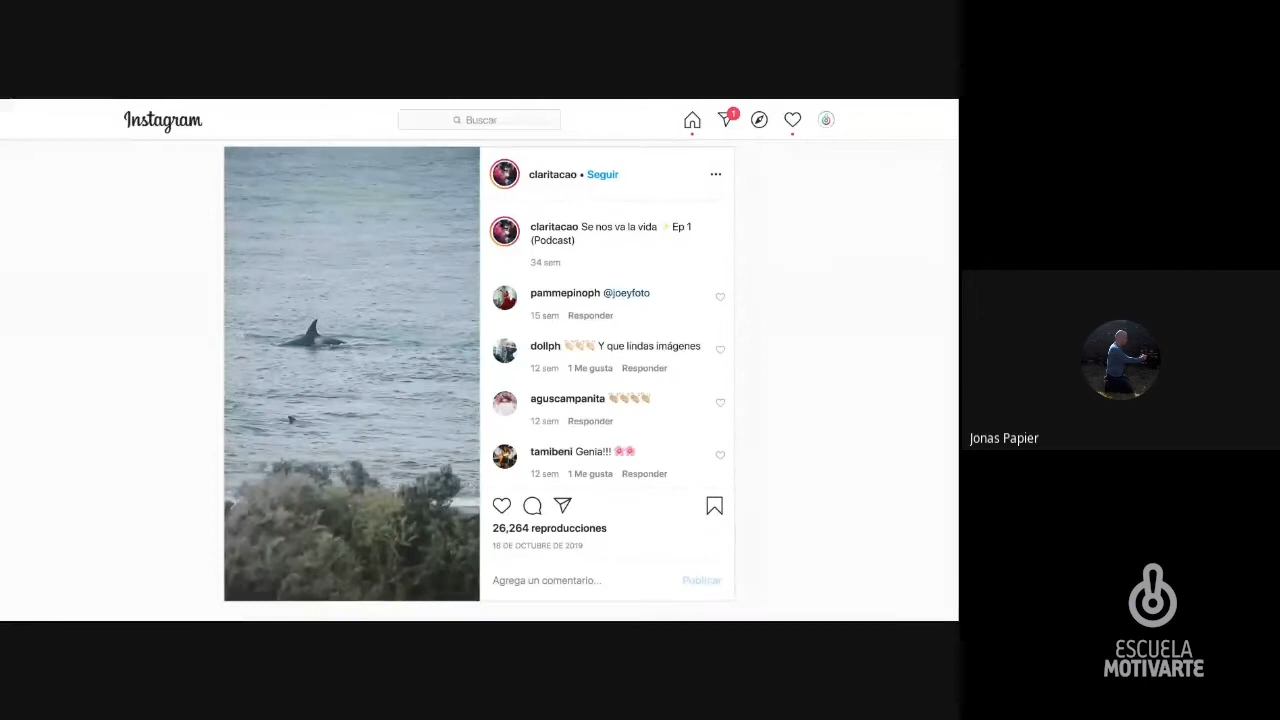 Instagram
Buscar
1
claritacao • Seguir
claritacao Se nos va la vida ✨ Ep 1
(Podcast)
34 sem
pammepinoph @joeyfoto
15 sem Responder
dollph 👏🏻👏🏻👏🏻 Y que lindas imágenes
12 sem 1 Me gusta Responder
aguscampanita 👏🏼👏🏼👏🏼👏🏼
12 sem Responder
tamibeni Genia!!! 🌸🌸
12 sem 1 Me gusta Responder
26,264 reproducciones
16 DE OCTUBRE DE 2019
Agrega un comentario...
Publicar
Jonas Papier
ESCUELA
MOTIVARTE